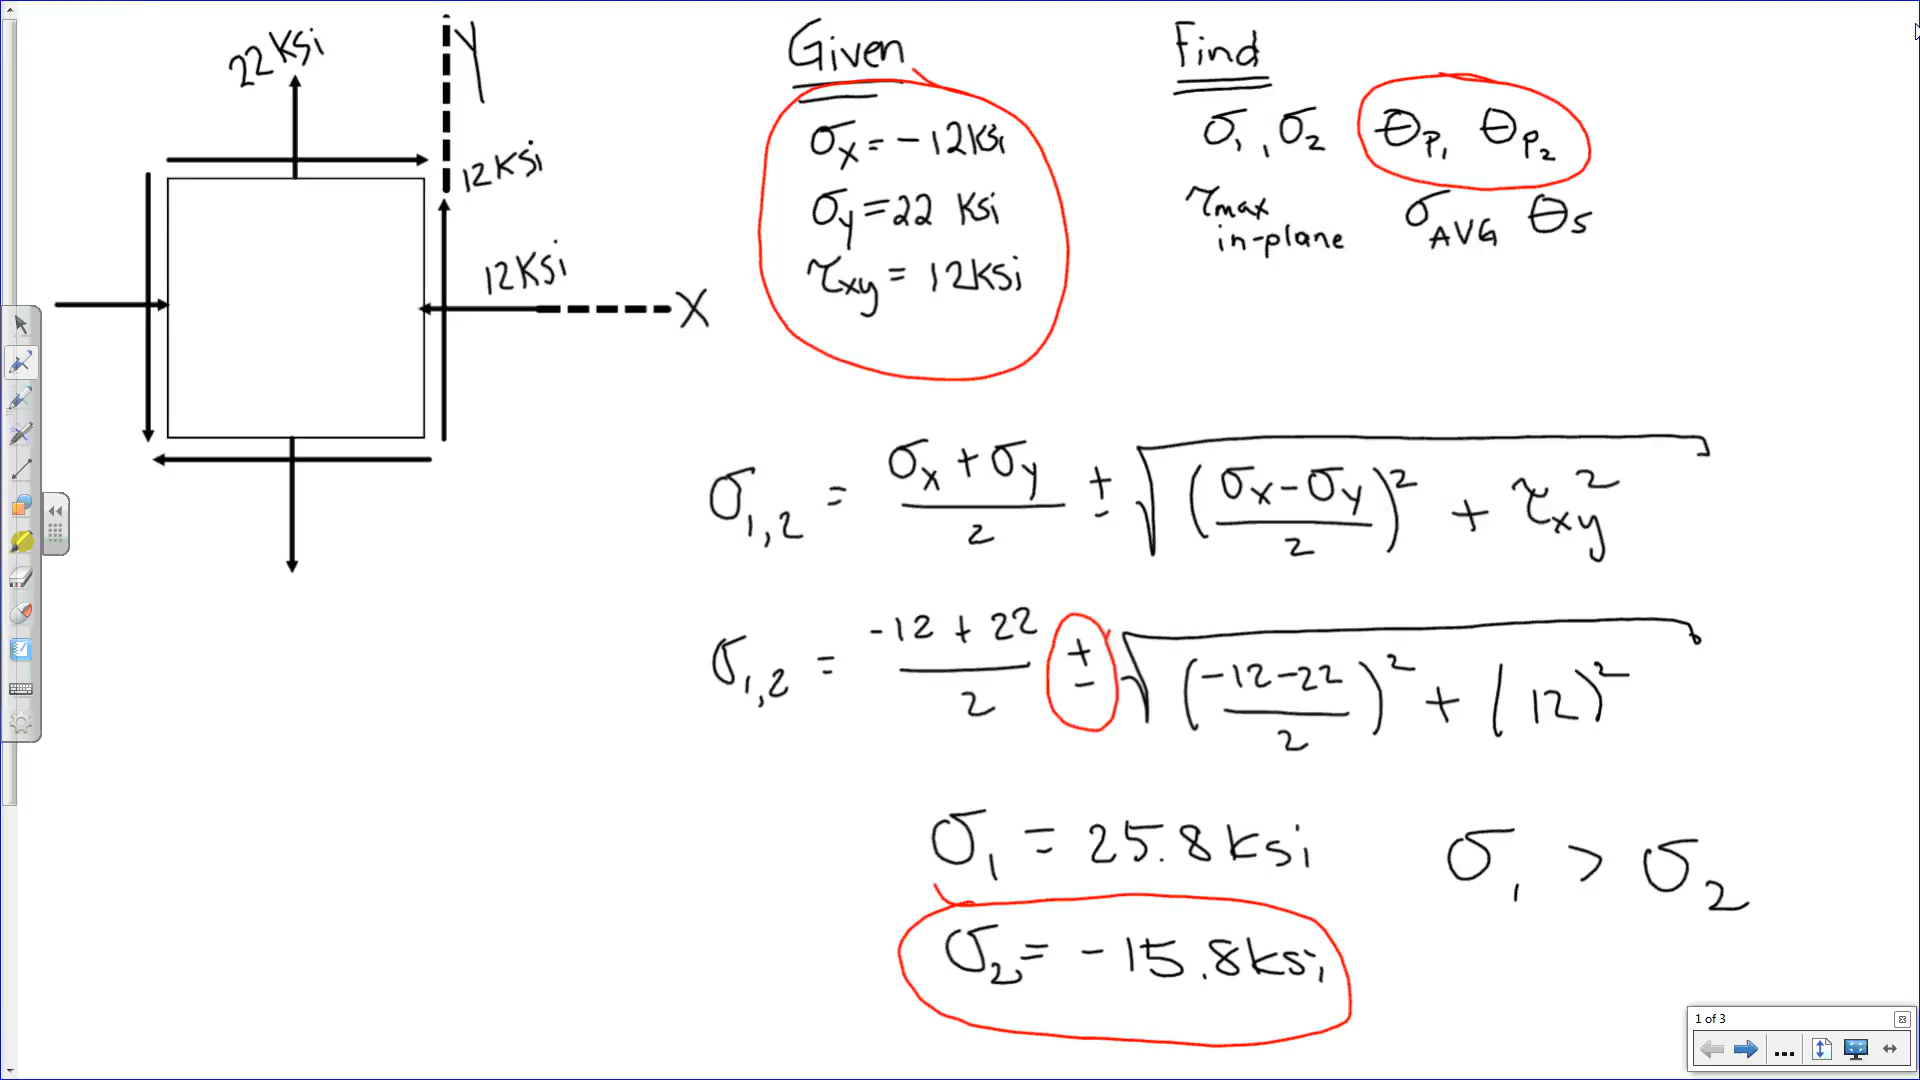 22 KSi
Y
12 KSi
12 KSi
X
Given
σx = -12 KSi
σy = 22 KSi
τxy = 12 KSi
Find
σ1, σ2 θP1 θP2
τmax in-plane σAVG θS
σ1,2 = (σx + σy)/2 ± √(((σx - σy)/2)² + τxy²)
σ1,2 = (-12 + 22)/2 ± √(((-12-22)/2)² + (12)²)
σ1 = 25.8 ksi σ1 > σ2
σ2 = -15.8 ksi
1 of 3